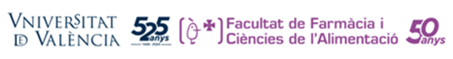 VNIVERSITAT
DE VALÈNCIA
525
anys
Facultat de Farmàcia i
Ciències de l'Alimentació
50
anys